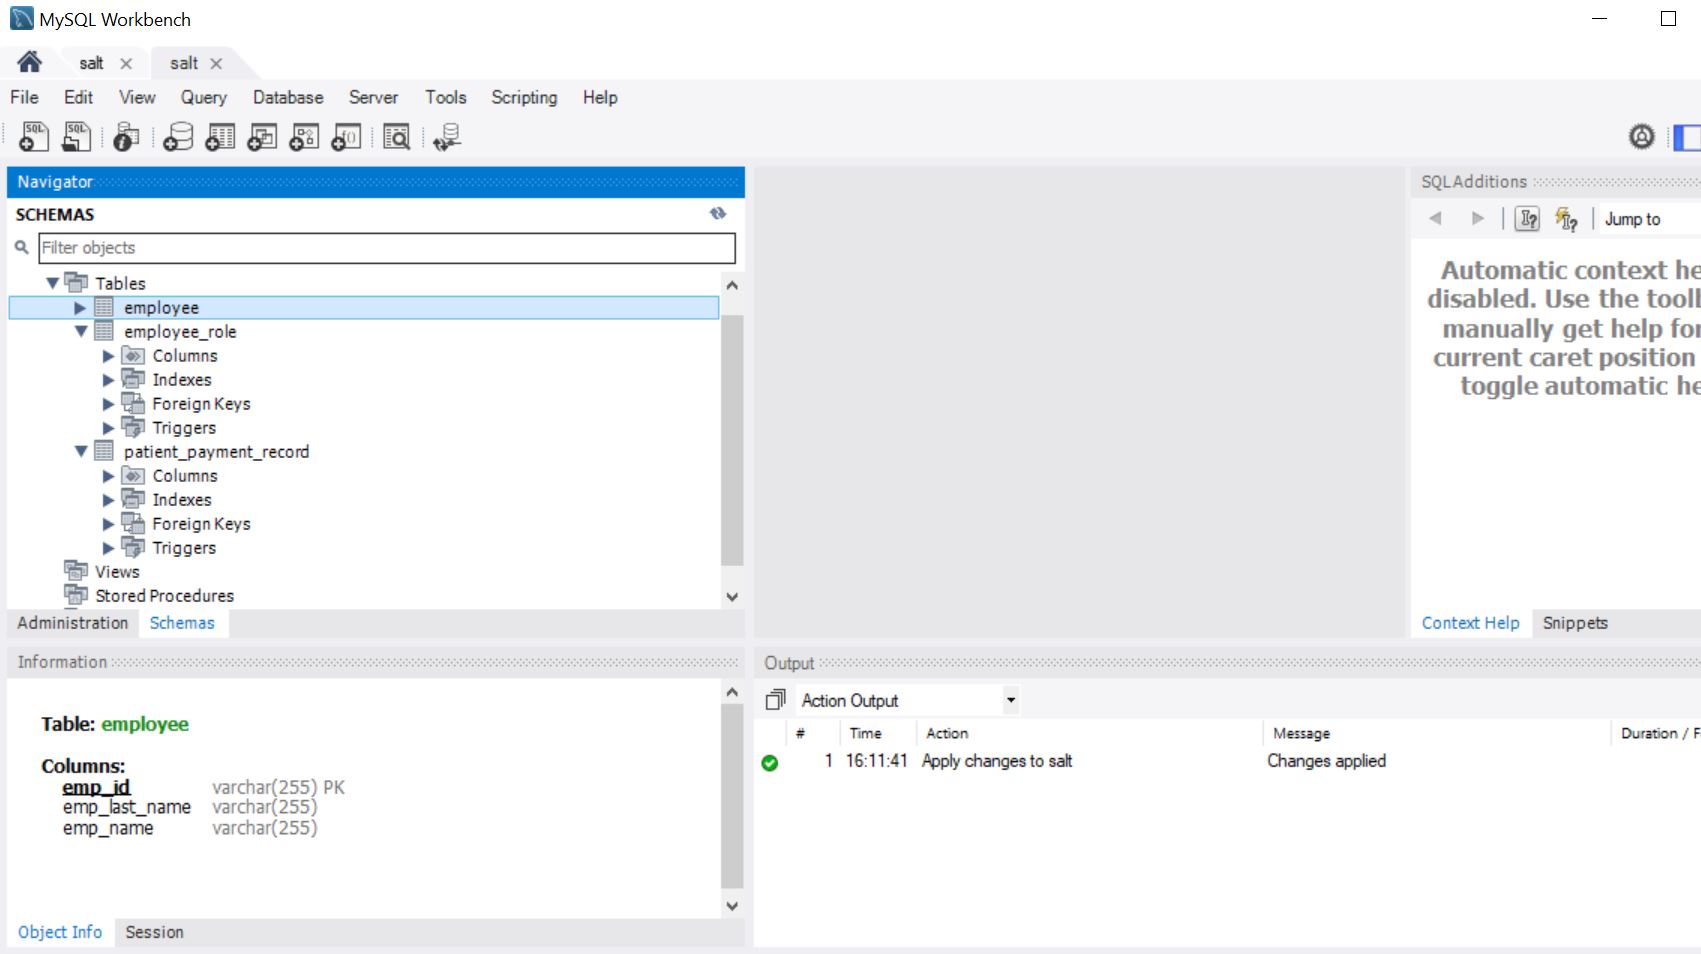 MySQL Workbench
salt
salt
File Edit View Query Database Server Tools Scripting Help
SQL SQL f()
Navigator
SCHEMAS
Filter objects
Tables
employee
employee_role
Columns
Indexes
Foreign Keys
Triggers
patient_payment_record
Columns
Indexes
Foreign Keys
Triggers
Views
Stored Procedures
Administration Schemas
Information
Table: employee
Columns:
emp_id varchar(255) PK
emp_last_name varchar(255)
emp_name varchar(255)
Object Info Session
SQLAdditions
Jump to
Automatic context he
disabled. Use the tool
manually get help for
current caret position
toggle automatic he
Context Help Snippets
Output
Action Output
# Time Action Message Duration / F
1 16:11:41 Apply changes to salt Changes applied